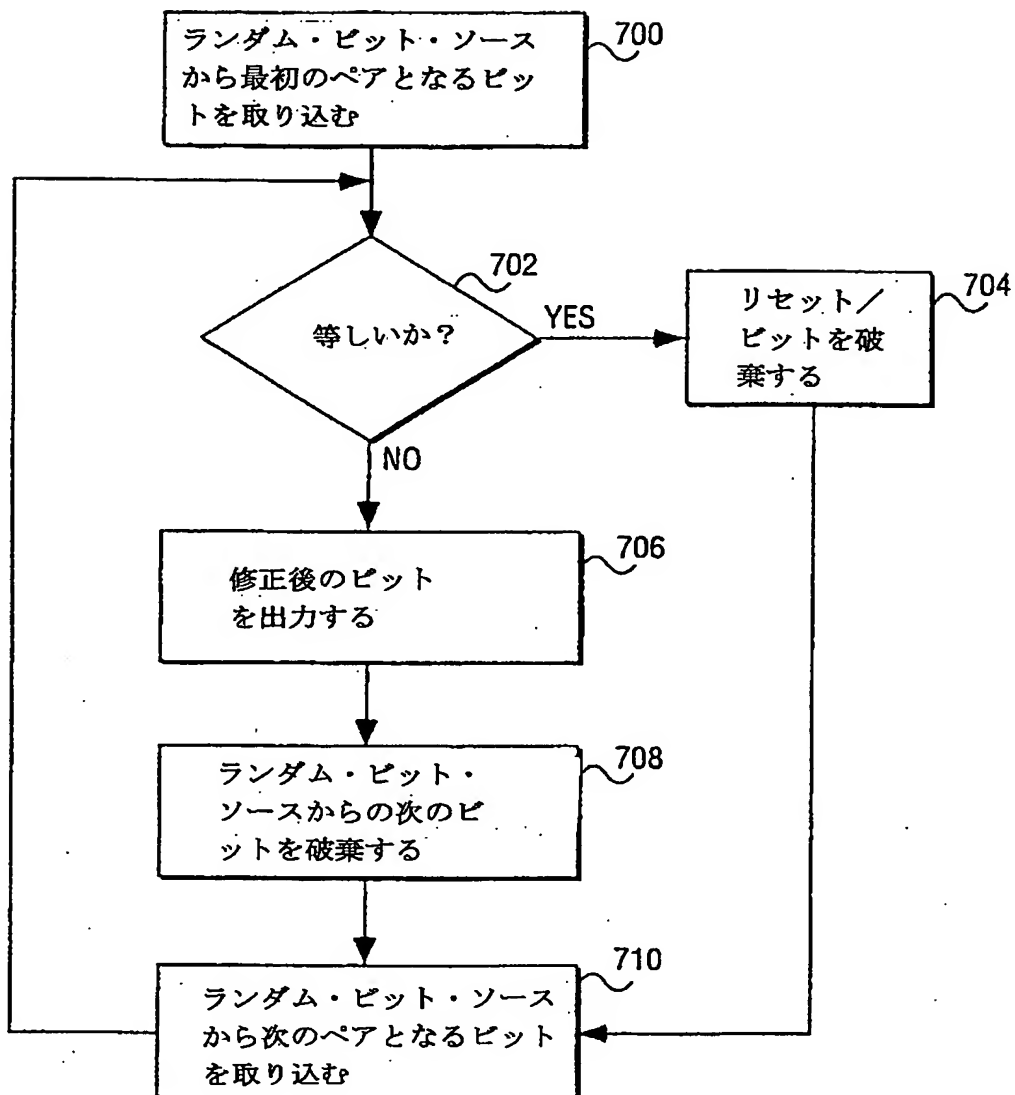 ランダム・ビット・ソース
から最初のペアとなるビッ
トを取り込む
700
702
等しいか?
YES
リセット/
ビットを破
棄する
704
NO
修正後のビット
を出力する
706
ランダム・ビット・
ソースからの次のビ
ットを破棄する
708
ランダム・ビット・ソース
から次のペアとなるビット
を取り込む
710